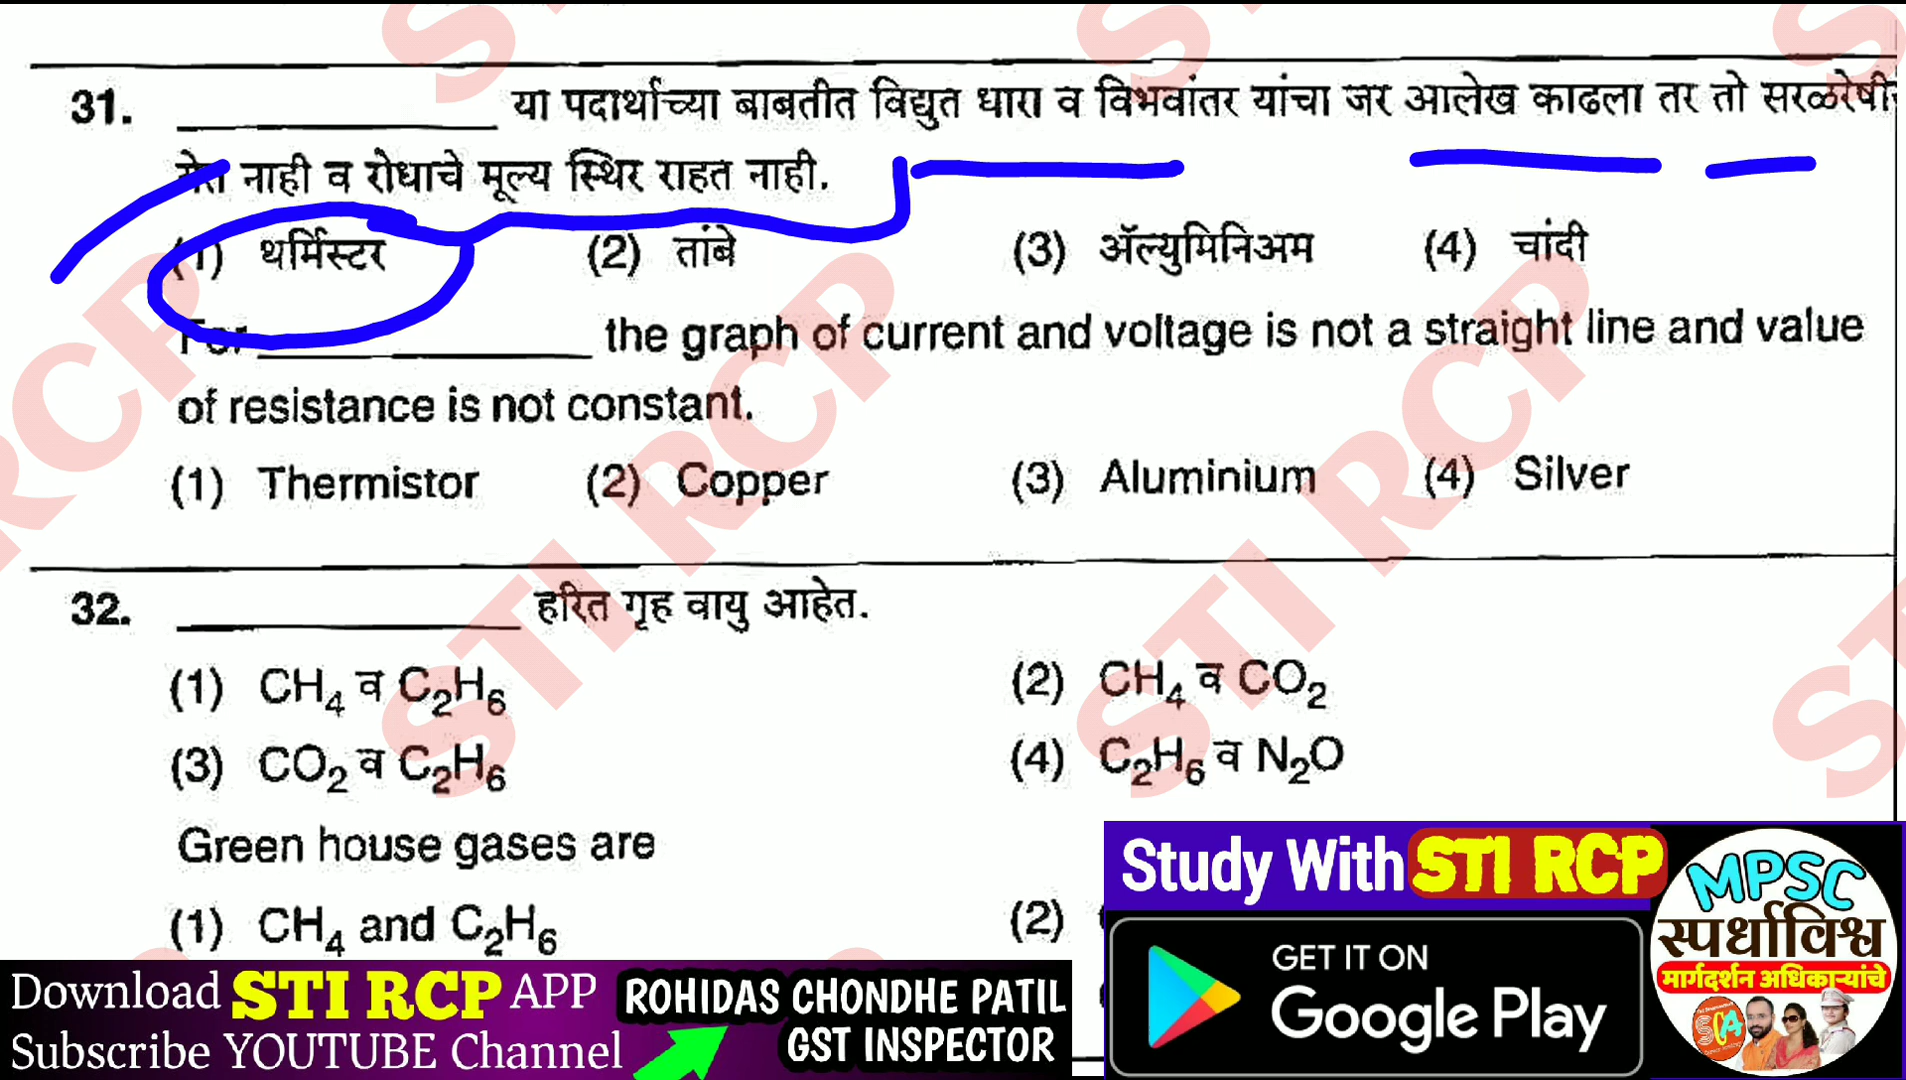 31. ____________ या पदार्थाच्या बाबतीत विद्युत धारा व विभवांतर यांचा जर आलेख काढला तर तो सरळरेषीत
येत नाही व रोधाचे मूल्य स्थिर राहत नाही.
(1) थर्मिस्टर (2) तांबे (3) ॲल्युमिनिअम (4) चांदी
For ____________ the graph of current and voltage is not a straight line and value
of resistance is not constant.
(1) Thermistor (2) Copper (3) Aluminium (4) Silver
32. ____________ हरित गृह वायु आहेत.
(1) CH4 व C2H6 (2) CH4 व CO2
(3) CO2 व C2H6 (4) C2H6 व N2O
Green house gases are
(1) CH4 and C2H6 (2)
Study With STI RCP
GET IT ON
Google Play
MPSC
स्पर्धाविश्व
मार्गदर्शन अधिकाऱ्यांचे
SCA
Download STI RCP APP
Subscribe YOUTUBE Channel
ROHIDAS CHONDHE PATIL
GST INSPECTOR
STI RCP